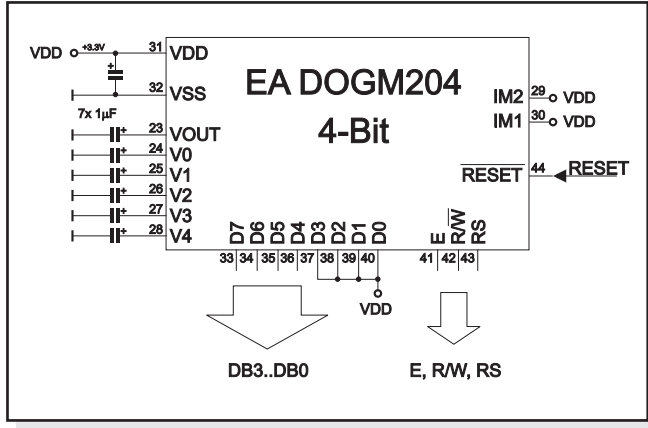 VDD +3.3V 31 VDD
32 VSS
7x 1µF
23 VOUT
24 V0
25 V1
26 V2
27 V3
28 V4
EA DOGM204
4-Bit
IM2 29 VDD
IM1 30 VDD
RESET 44 RESET
D7 D6 D5 D4 D3 D2 D1 D0
33 34 35 36 37 38 39 40
E R/W RS
41 42 43
VDD
DB3..DB0
E, R/W, RS